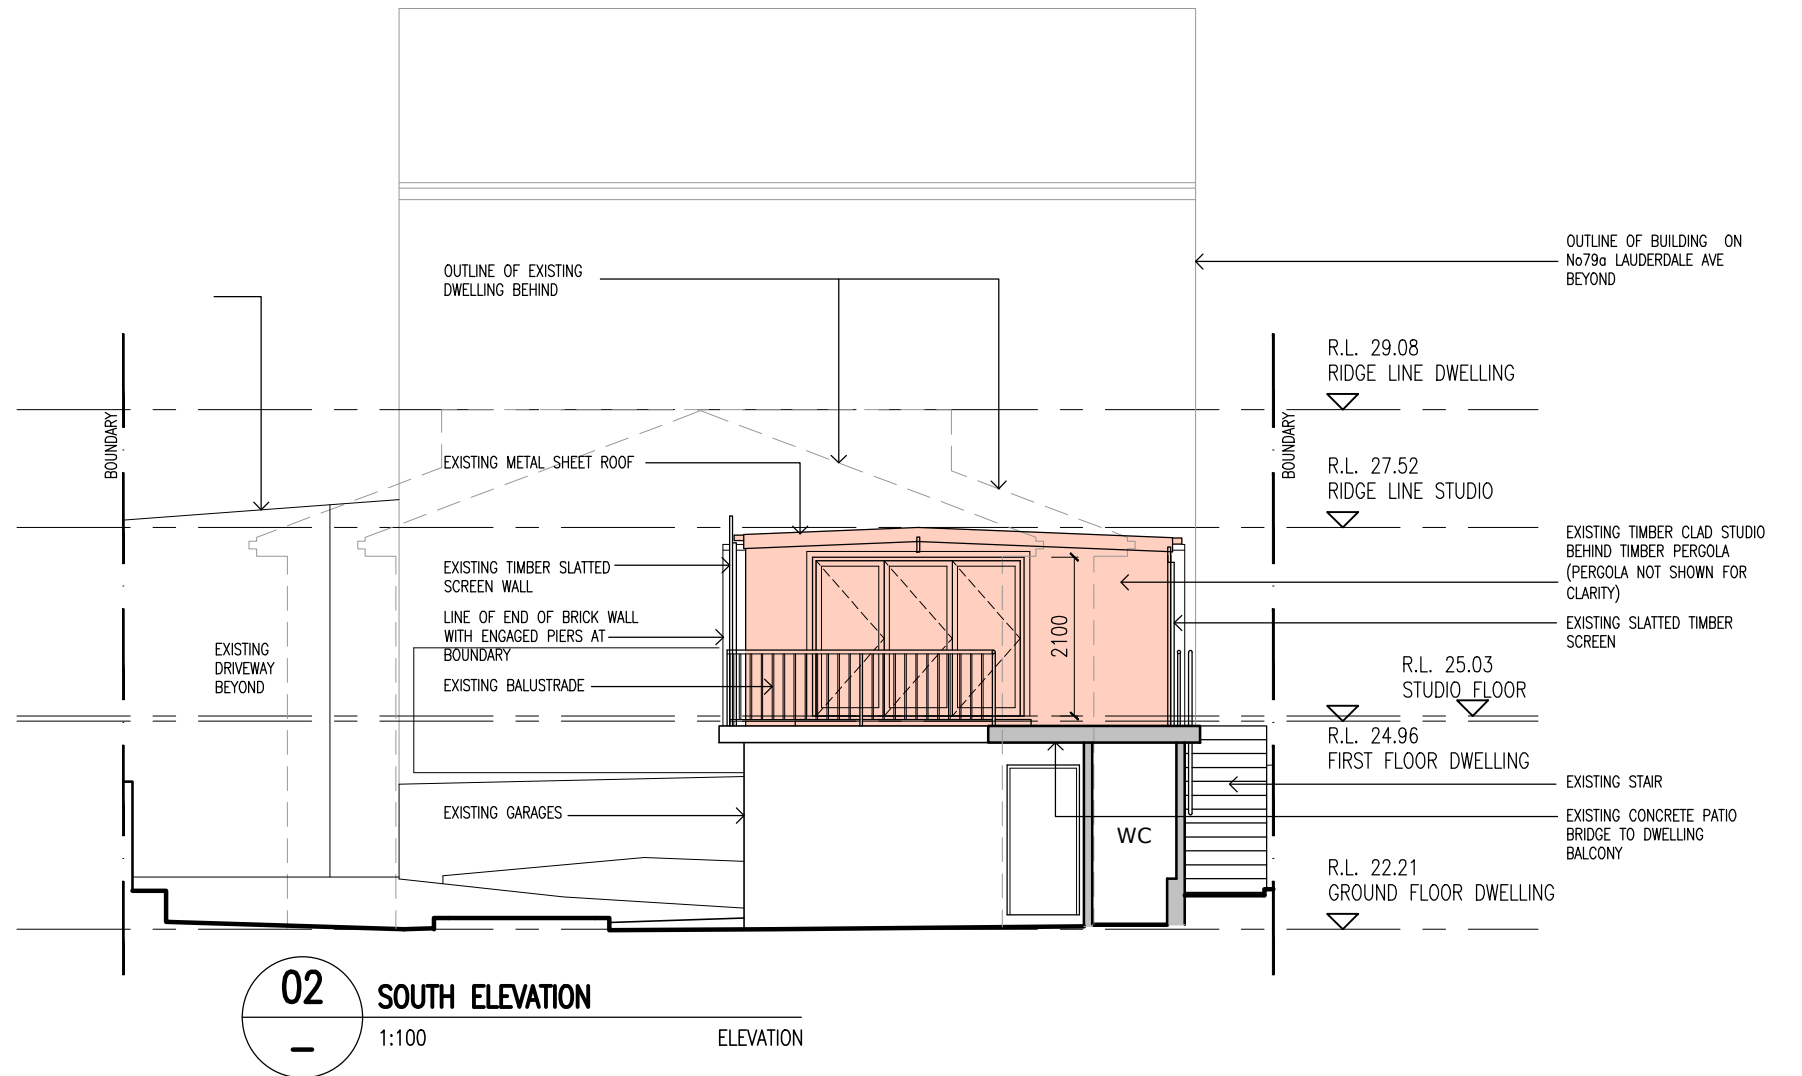 OUTLINE OF BUILDING ON
No79a LAUDERDALE AVE
BEYOND
OUTLINE OF EXISTING
DWELLING BEHIND
R.L. 29.08
RIDGE LINE DWELLING
BOUNDARY
BOUNDARY
EXISTING METAL SHEET ROOF
R.L. 27.52
RIDGE LINE STUDIO
EXISTING TIMBER CLAD STUDIO
BEHIND TIMBER PERGOLA
(PERGOLA NOT SHOWN FOR
CLARITY)
EXISTING TIMBER SLATTED
SCREEN WALL
LINE OF END OF BRICK WALL
WITH ENGAGED PIERS AT
BOUNDARY
EXISTING SLATTED TIMBER
SCREEN
2100
EXISTING
DRIVEWAY
BEYOND
R.L. 25.03
STUDIO FLOOR
EXISTING BALUSTRADE
R.L. 24.96
FIRST FLOOR DWELLING
EXISTING STAIR
EXISTING GARAGES
EXISTING CONCRETE PATIO
BRIDGE TO DWELLING
BALCONY
WC
R.L. 22.21
GROUND FLOOR DWELLING
02
–
SOUTH ELEVATION
1:100
ELEVATION